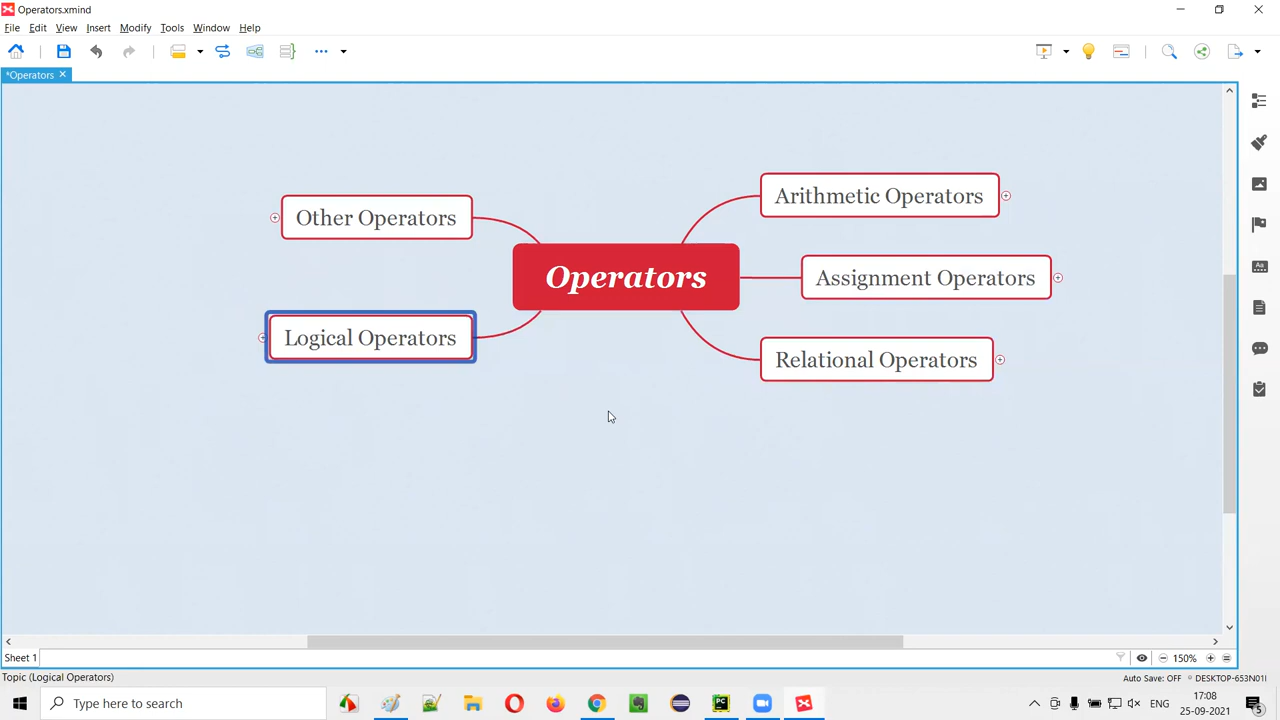 Operators.xmind
File Edit View Insert Modify Tools Window Help
*Operators
Other Operators
Logical Operators
Operators
Arithmetic Operators
Assignment Operators
Relational Operators
Sheet 1
150%
Topic (Logical Operators)
Auto Save: OFF
DESKTOP-653N01I
Type here to search
ENG
17:08
25-09-2021
5